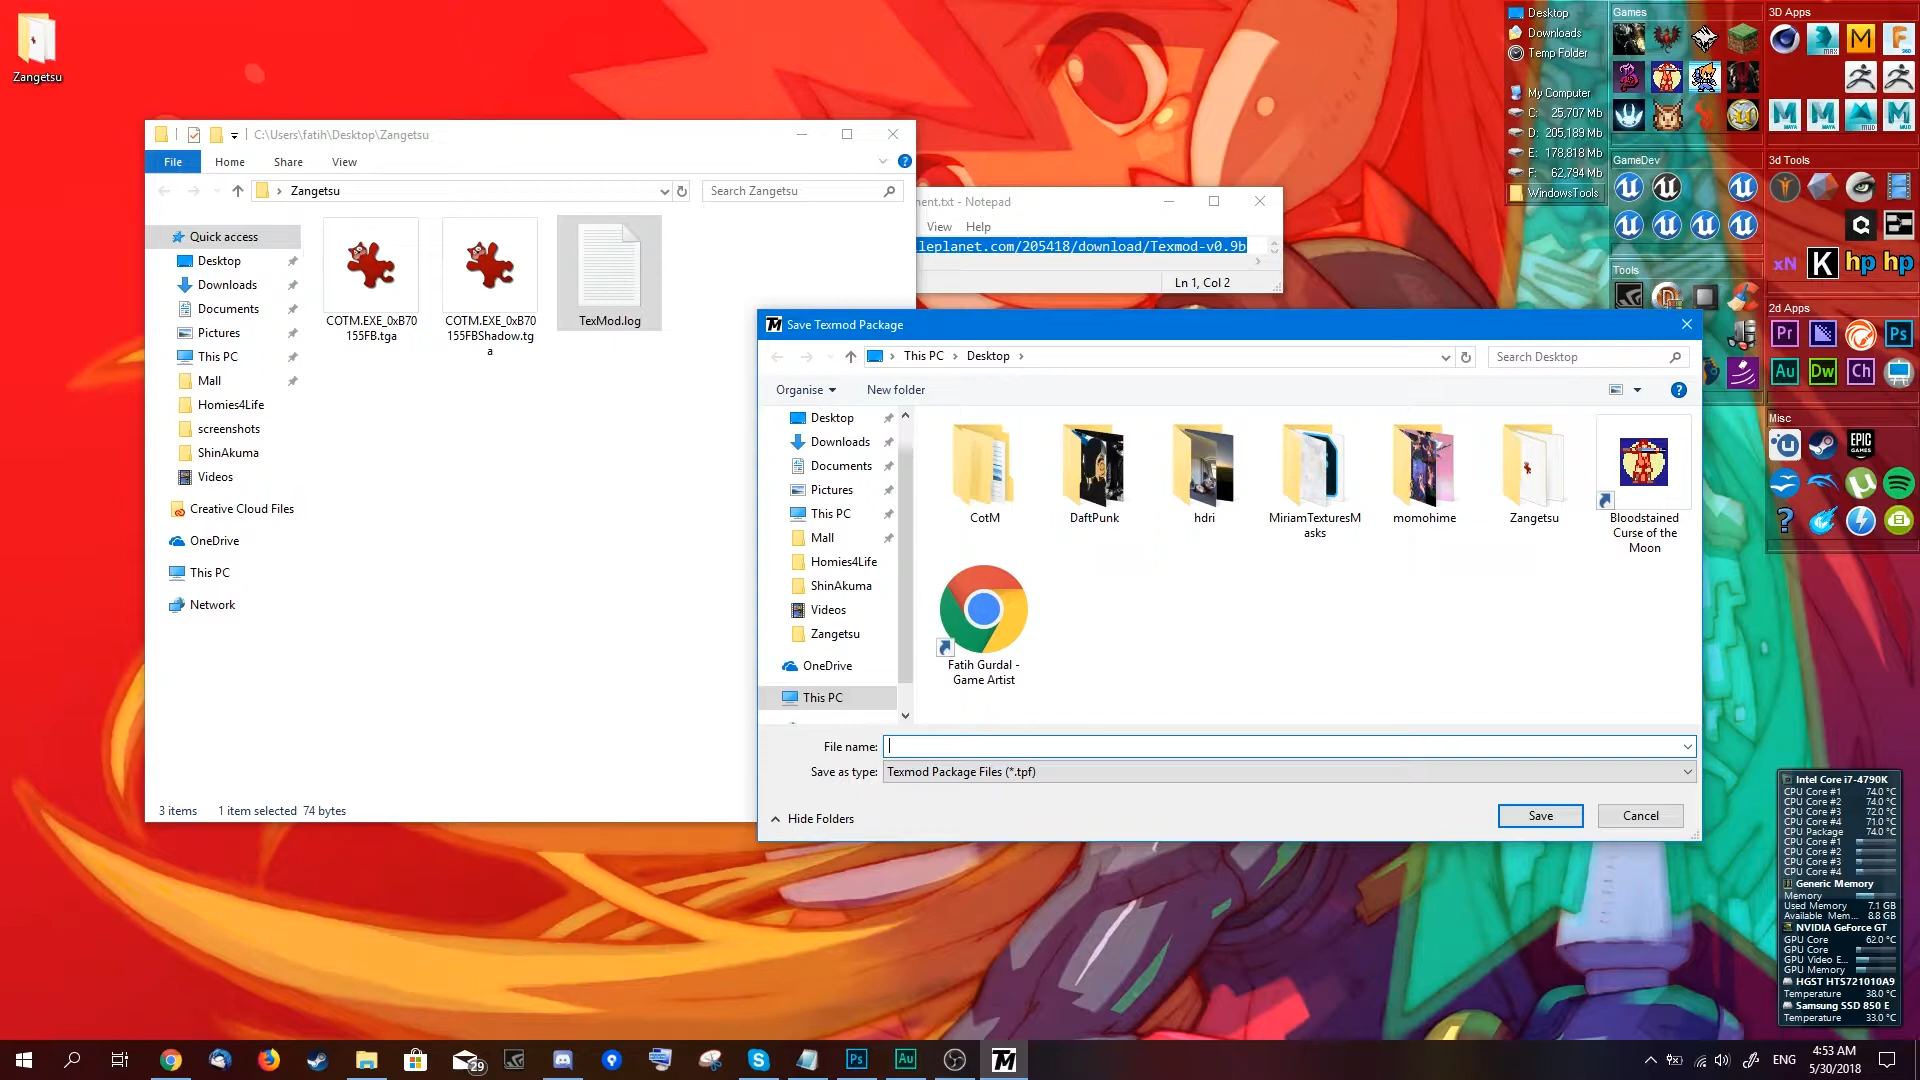 Zangetsu
C:\Users\fatih\Desktop\Zangetsu
File
Home
Share
View
Zangetsu
Search Zangetsu
Quick access
Desktop
Downloads
Documents
Pictures
This PC
Mall
Homies4Life
screenshots
ShinAkuma
Videos
Creative Cloud Files
OneDrive
This PC
Network
COTM.EXE_0xB70
155FB.tga
COTM.EXE_0xB70
155FBShadow.tg
a
TexMod.log
3 items
1 item selected 74 bytes
nent.txt - Notepad
View
Help
leplanet.com/205418/download/Texmod-v0.9b
Ln 1, Col 2
Save Texmod Package
This PC
Desktop
Search Desktop
Organise
New folder
Desktop
Downloads
Documents
Pictures
This PC
Mall
Homies4Life
ShinAkuma
Videos
Zangetsu
OneDrive
This PC
CotM
DaftPunk
hdri
MiriamTexturesM
asks
momohime
Zangetsu
Bloodstained
Curse of the
Moon
Fatih Gurdal -
Game Artist
File name:
Save as type:
Texmod Package Files (*.tpf)
Hide Folders
Save
Cancel
Desktop
Downloads
Temp Folder
My Computer
C: 25,707 Mb
D: 205,189 Mb
E: 178,818 Mb
F: 62,794 Mb
WindowsTools
Games
GameDev
Tools
3D Apps
3d Tools
2d Apps
Misc
Intel Core i7-4790K
CPU Core #1 74.0 °C
CPU Core #2 74.0 °C
CPU Core #3 72.0 °C
CPU Core #4 71.0 °C
CPU Package 74.0 °C
CPU Core #1
CPU Core #2
CPU Core #3
CPU Core #4
Generic Memory
Memory
Used Memory 7.1 GB
Available Mem... 8.8 GB
NVIDIA GeForce GT
GPU Core 62.0 °C
GPU Core
GPU Video E...
GPU Memory
HGST HTS721010A9
Temperature 38.0 °C
Samsung SSD 850 E
Temperature 33.0 °C
29
ENG
4:53 AM
5/30/2018